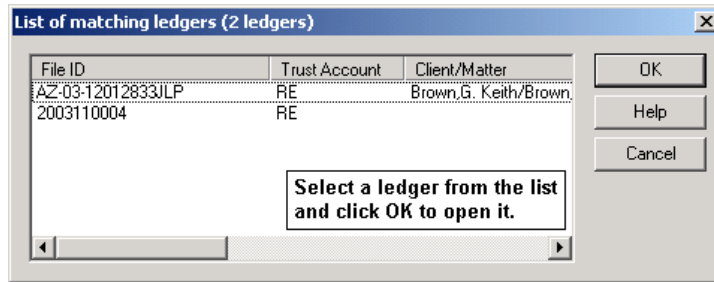 List of matching ledgers (2 ledgers)
File ID Trust Account Client/Matter
AZ-03-12012833JLP RE Brown,G. Keith/Brown,
2003110004 RE
OK
Help
Cancel
Select a ledger from the list
and click OK to open it.